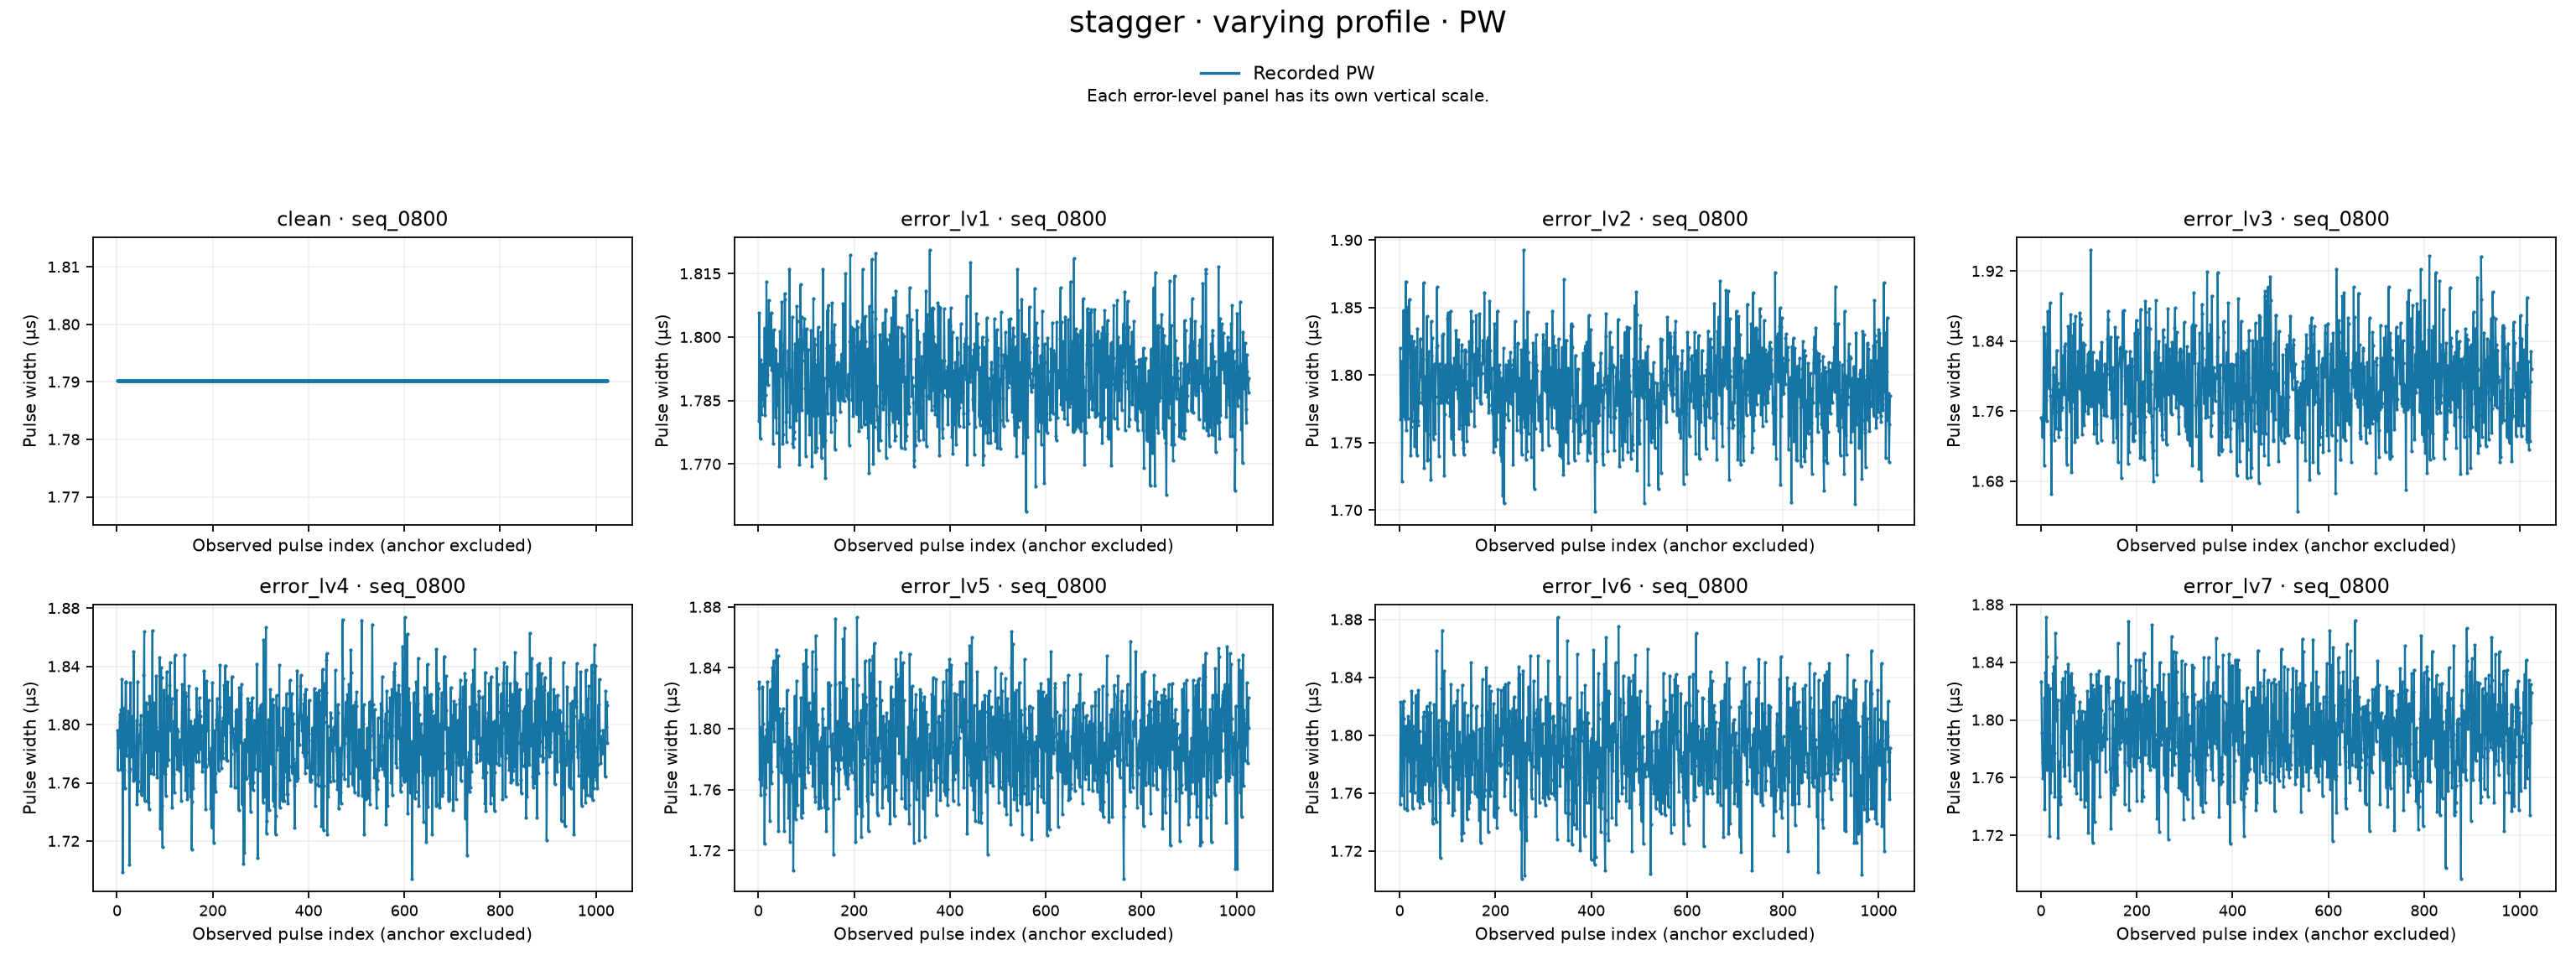 stagger · varying profile · PW
Recorded PW
Each error-level panel has its own vertical scale.
clean · seq_0800
error_lv1 · seq_0800
error_lv2 · seq_0800
error_lv3 · seq_0800
Pulse width (µs)
1.81
1.80
1.79
1.78
1.77
Observed pulse index (anchor excluded)
Pulse width (µs)
1.815
1.800
1.785
1.770
Observed pulse index (anchor excluded)
Pulse width (µs)
1.90
1.85
1.80
1.75
1.70
Observed pulse index (anchor excluded)
Pulse width (µs)
1.92
1.84
1.76
1.68
Observed pulse index (anchor excluded)
error_lv4 · seq_0800
error_lv5 · seq_0800
error_lv6 · seq_0800
error_lv7 · seq_0800
Pulse width (µs)
1.88
1.84
1.80
1.76
1.72
0 200 400 600 800 1000
Observed pulse index (anchor excluded)
Pulse width (µs)
1.88
1.84
1.80
1.76
1.72
0 200 400 600 800 1000
Observed pulse index (anchor excluded)
Pulse width (µs)
1.88
1.84
1.80
1.76
1.72
0 200 400 600 800 1000
Observed pulse index (anchor excluded)
Pulse width (µs)
1.88
1.84
1.80
1.76
1.72
0 200 400 600 800 1000
Observed pulse index (anchor excluded)